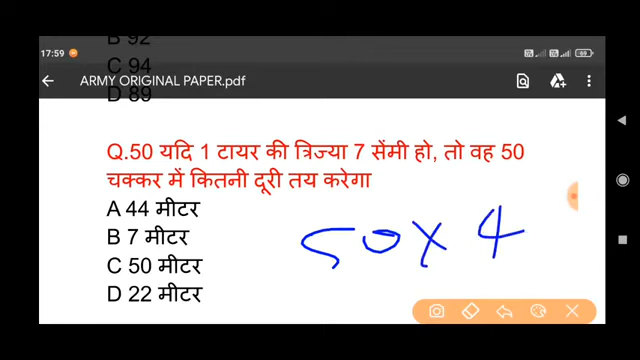 17:59
69
B 92
C 94
ARMY ORIGINAL PAPER.pdf
D 89
Q.50 यदि 1 टायर की त्रिज्या 7 सेंमी हो, तो वह 50
चक्कर में कितनी दूरी तय करेगा
A 44 मीटर
B 7 मीटर
C 50 मीटर
D 22 मीटर
50 x 4